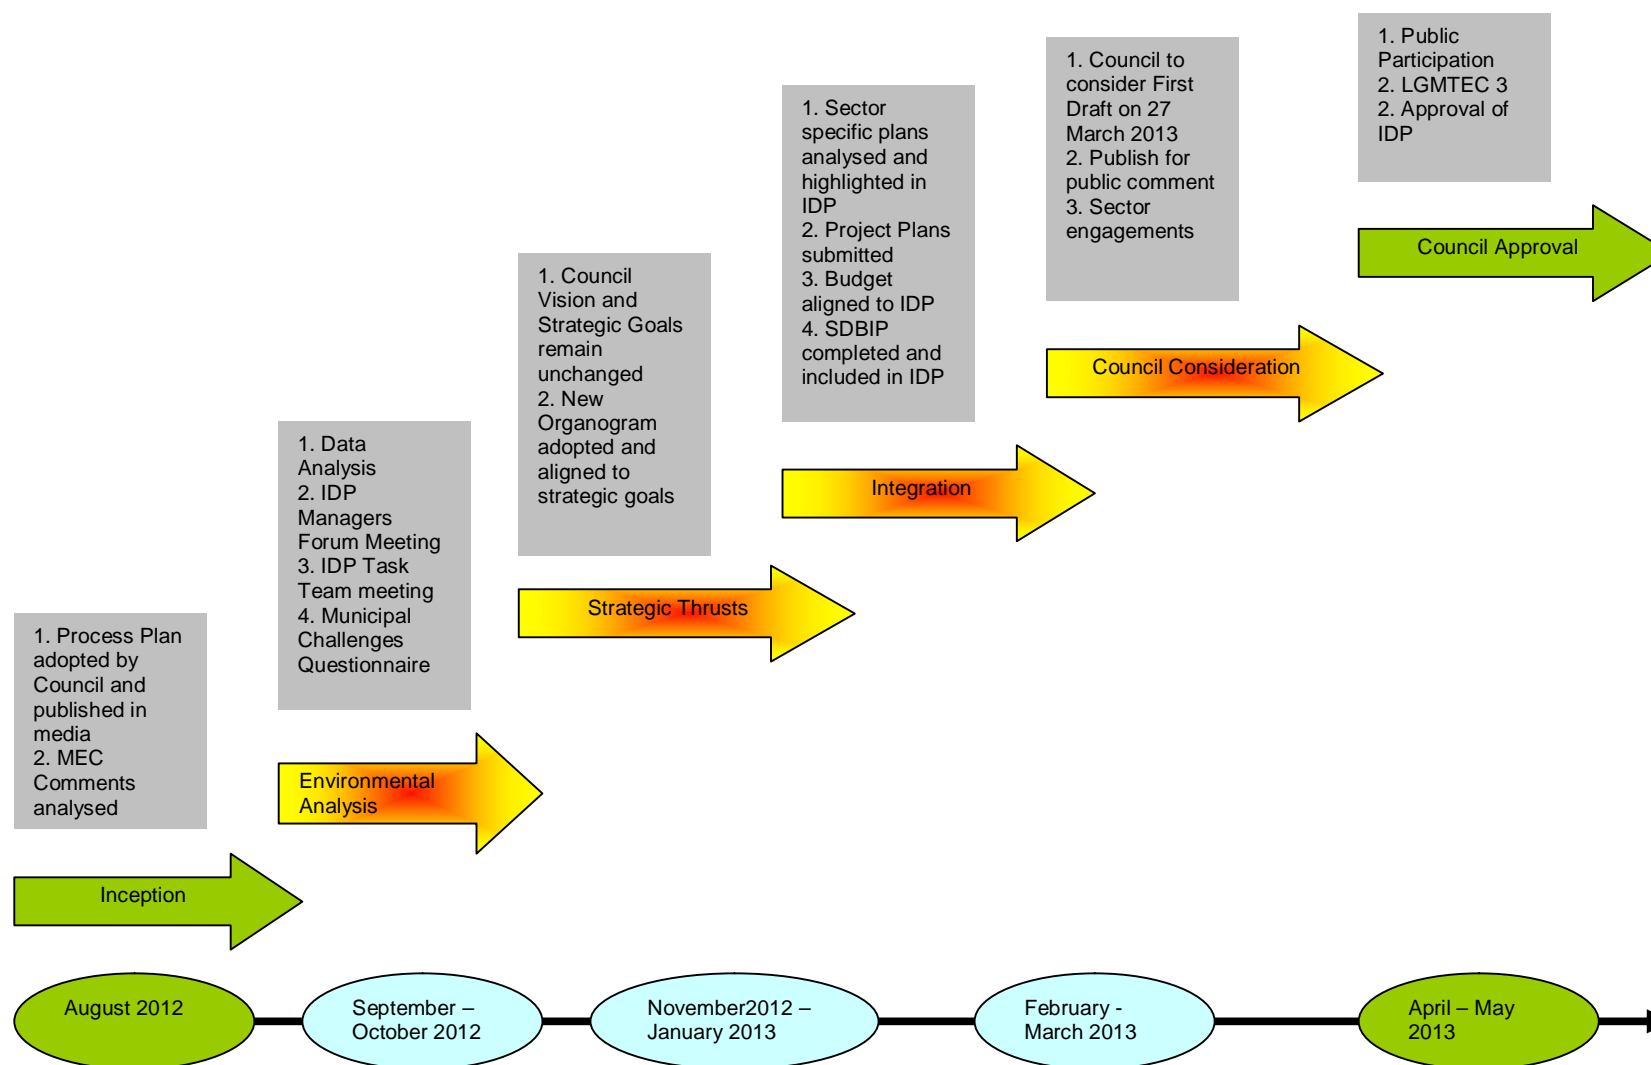 1. Process Plan
adopted by
Council and
published in
media
2. MEC
Comments
analysed
Inception
1. Data
Analysis
2. IDP
Managers
Forum Meeting
3. IDP Task
Team meeting
4. Municipal
Challenges
Questionnaire
Environmental
Analysis
1. Council
Vision and
Strategic Goals
remain
unchanged
2. New
Organogram
adopted and
aligned to
strategic goals
Strategic Thrusts
1. Sector
specific plans
analysed and
highlighted in
IDP
2. Project Plans
submitted
3. Budget
aligned to IDP
4. SDBIP
completed and
included in IDP
Integration
1. Council to
consider First
Draft on 27
March 2013
2. Publish for
public comment
3. Sector
engagements
Council Consideration
1. Public
Participation
2. LGMTEC 3
2. Approval of
IDP
Council Approval
August 2012
September –
October 2012
November2012 –
January 2013
February -
March 2013
April – May
2013